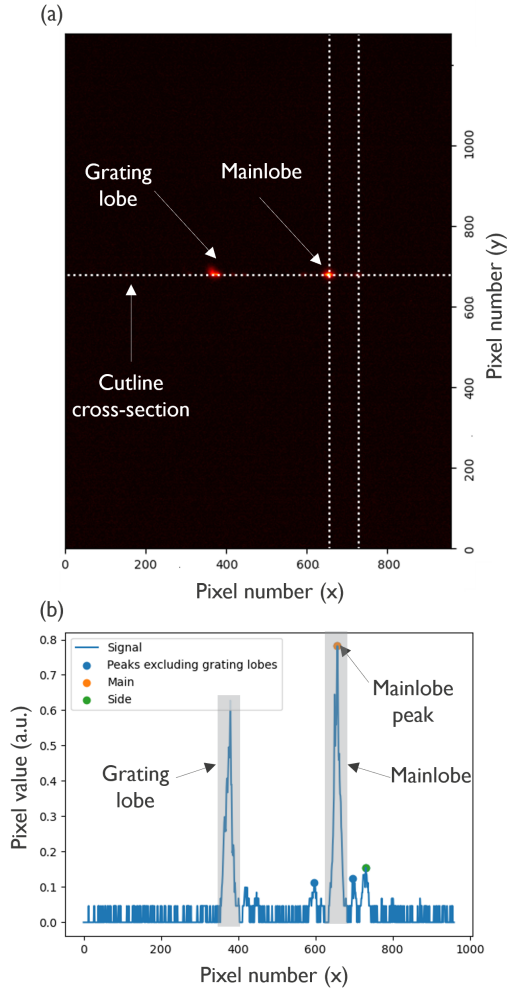 (a)
Grating
lobe
Mainlobe
Cutline
cross-section
0
200
400
600
800
1000
Pixel number (y)
0
200
400
600
800
Pixel number (x)
(b)
0.8
0.7
0.6
0.5
0.4
0.3
0.2
0.1
0.0
Pixel value (a.u.)
Signal
Peaks excluding grating lobes
Main
Side
Mainlobe
peak
Grating
lobe
Mainlobe
0
200
400
600
800
1000
Pixel number (x)